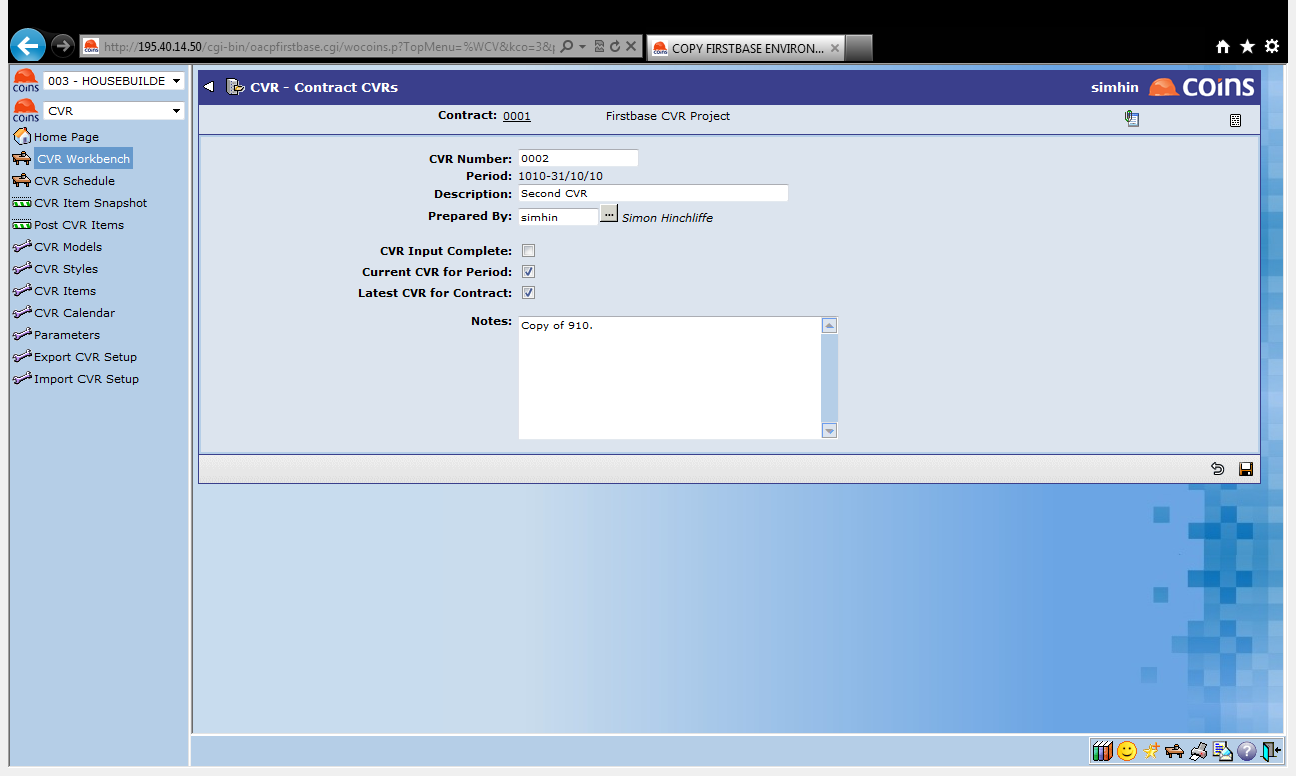 http://195.40.14.50/cgi-bin/oacpfirstbase.cgi/wocoins.p?TopMenu=%WCV&kco=3&
COPY FIRSTBASE ENVIRON...
coins
003 - HOUSEBUILDE
coins
CVR
Home Page
CVR Workbench
CVR Schedule
CVR Item Snapshot
Post CVR Items
CVR Models
CVR Styles
CVR Items
CVR Calendar
Parameters
Export CVR Setup
Import CVR Setup
CVR - Contract CVRs
simhin
coins
Contract: 0001 Firstbase CVR Project
CVR Number: 0002
Period: 1010-31/10/10
Description: Second CVR
Prepared By: simhin ... Simon Hinchliffe
CVR Input Complete:
Current CVR for Period:
Latest CVR for Contract:
Notes: Copy of 910.